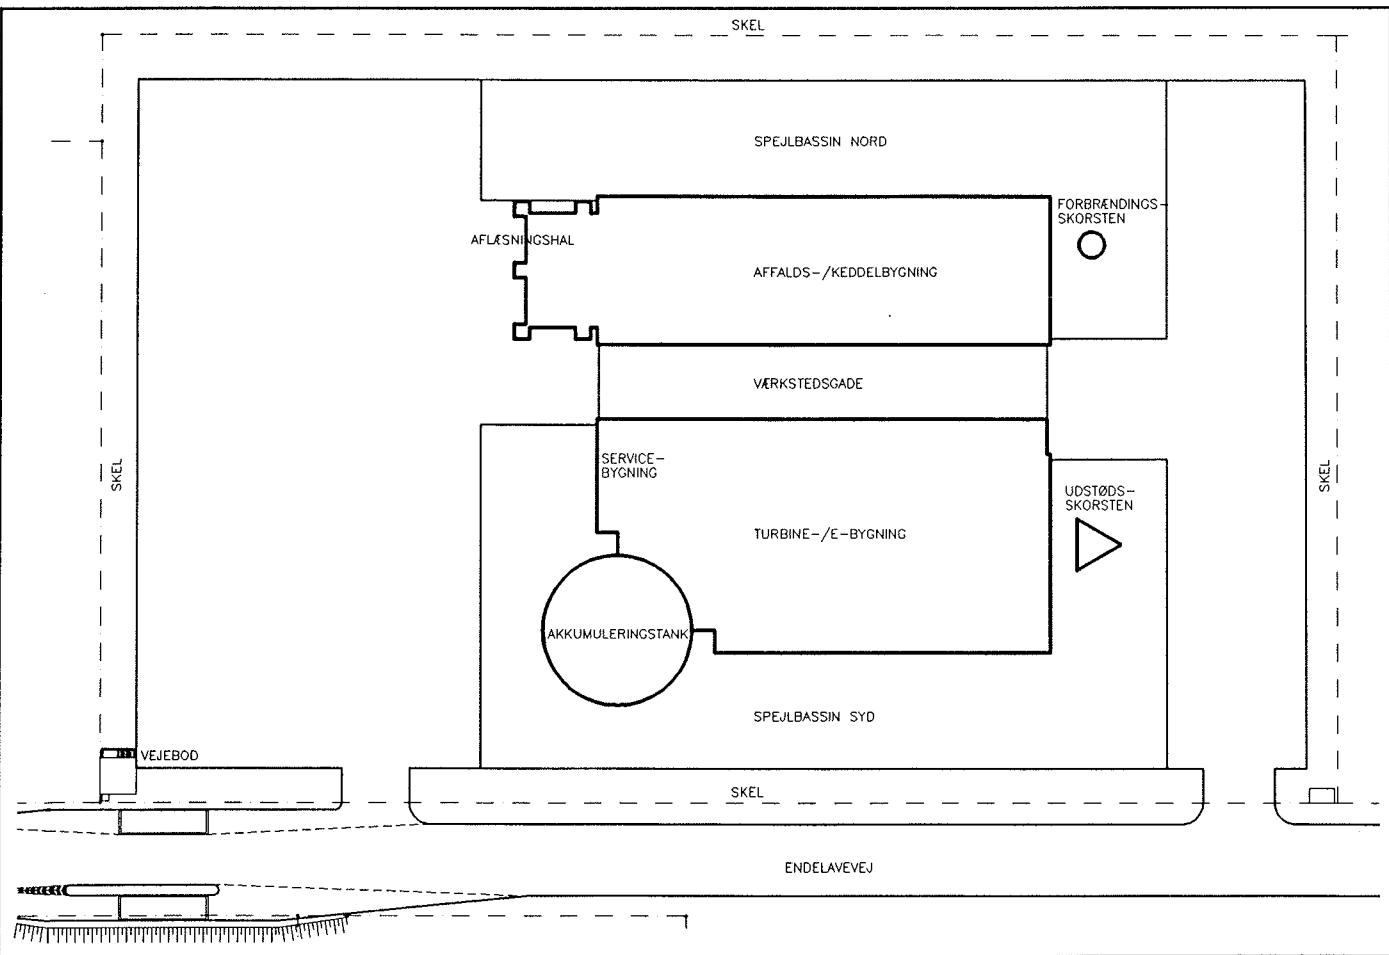 SKEL
SPEJLBASSIN NORD
FORBRÆNDINGS-
SKORSTEN
AFLÆSNINGSHAL
AFFALDS-/KEDDELBYGNING
VÆRKSTEDSGADE
SERVICE-
BYGNING
SKEL
SKEL
UDSTØDS-
SKORSTEN
TURBINE-/E-BYGNING
AKKUMULERINGSTANK
SPEJLBASSIN SYD
VEJEBOD
SKEL
ENDELAVEVEJ